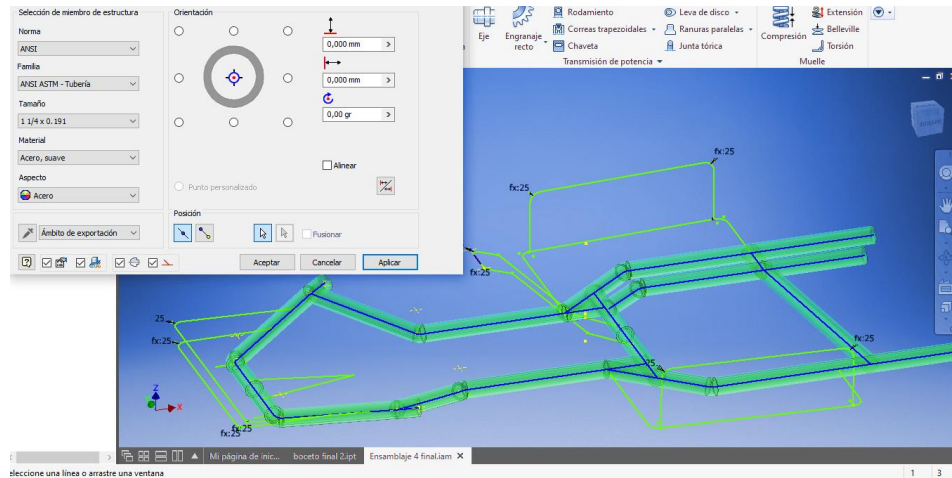 Selección de miembro de estructura
Norma
ANSI
Familia
ANSI ASTM - Tubería
Tamaño
1 1/4 x 0.191
Material
Acero, suave
Aspecto
Acero
Ámbito de exportación
Orientación
0,000 mm
0,000 mm
0,00 gr
Alinear
Punto personalizado
Posición
Fusionar
Aceptar
Cancelar
Aplicar
Eje
Engranaje recto
Rodamiento
Correas trapezoidales
Chaveta
Leva de disco
Ranuras paralelas
Junta tórica
Transmisión de potencia
Compresión
Extensión
Belleville
Torsión
Muelle
fx:25
fx:25
fx:25
25
fx:25
fx:25
25
fx:25
25
Z
X
Mi página de inic...
boceto final 2.ipt
Ensamblaje 4 final.iam
eleccione una línea o arrastre una ventana
1 3